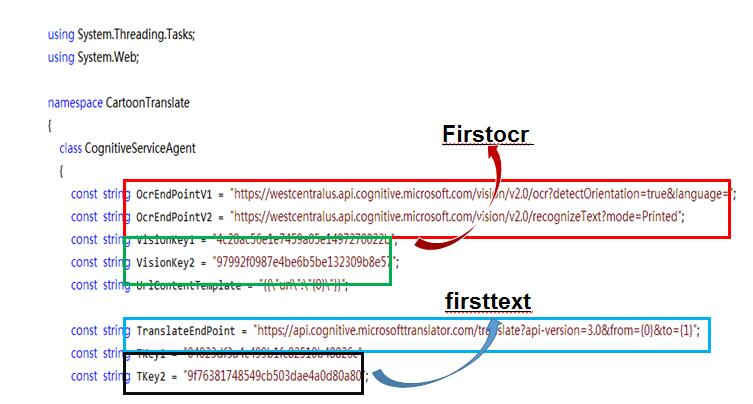 using System.Threading.Tasks;
using System.Web;
namespace CartoonTranslate
{
class CognitiveServiceAgent
Firstocr
{
const string OcrEndPointV1 = "https://westcentralus.api.cognitive.microsoft.com/vision/v2.0/ocr?detectOrientation=true&language=";
const string OcrEndPointV2 = "https://westcentralus.api.cognitive.microsoft.com/vision/v2.0/recognizeText?mode=Printed";
const string VisionKey1 =
const string VisionKey2 = "97992f0987e4be6b5be132309b8e57";
const string UrlContentTemplate = "{{\"url\":\"{0}\"}}";
firsttext
const string TranslateEndPoint = "https://api.cognitive.microsofttranslator.com/translate?api-version=3.0&from={0}&to={1}";
const string TKey1 =
const string TKey2 = "9f76381748549cb503dae4a0d80a80";